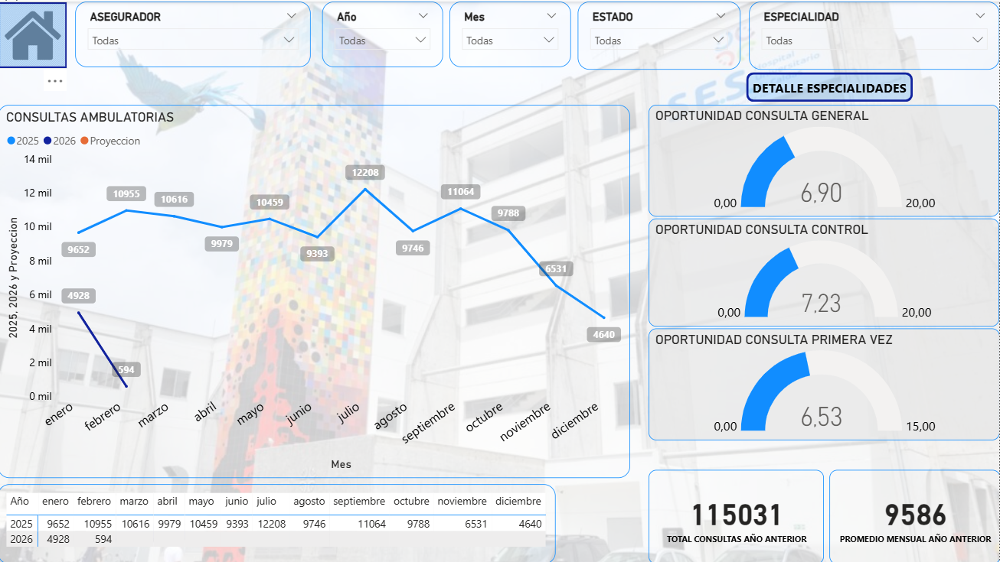 ASEGURADOR
Todas
Año
Todas
Mes
Todas
ESTADO
Todas
ESPECIALIDAD
Todas
S.E.S
Hospital
Universitario
DETALLE ESPECIALIDADES
CONSULTAS AMBULATORIAS
2025 2026 Proyeccion
2025, 2026 y Proyeccion
14 mil
12 mil
10 mil
8 mil
6 mil
4 mil
2 mil
0 mil
9652
10955
10616
9979
10459
9393
12208
9746
11064
9788
6531
4640
4928
594
enero
febrero
marzo
abril
mayo
junio
julio
agosto
septiembre
octubre
noviembre
diciembre
Mes
OPORTUNIDAD CONSULTA GENERAL
6,90
0,00 20,00
OPORTUNIDAD CONSULTA CONTROL
7,23
0,00 20,00
OPORTUNIDAD CONSULTA PRIMERA VEZ
6,53
0,00 15,00
Año enero febrero marzo abril mayo junio julio agosto septiembre octubre noviembre diciembre
2025 9652 10955 10616 9979 10459 9393 12208 9746 11064 9788 6531 4640
2026 4928 594
115031
TOTAL CONSULTAS AÑO ANTERIOR
9586
PROMEDIO MENSUAL AÑO ANTERIOR